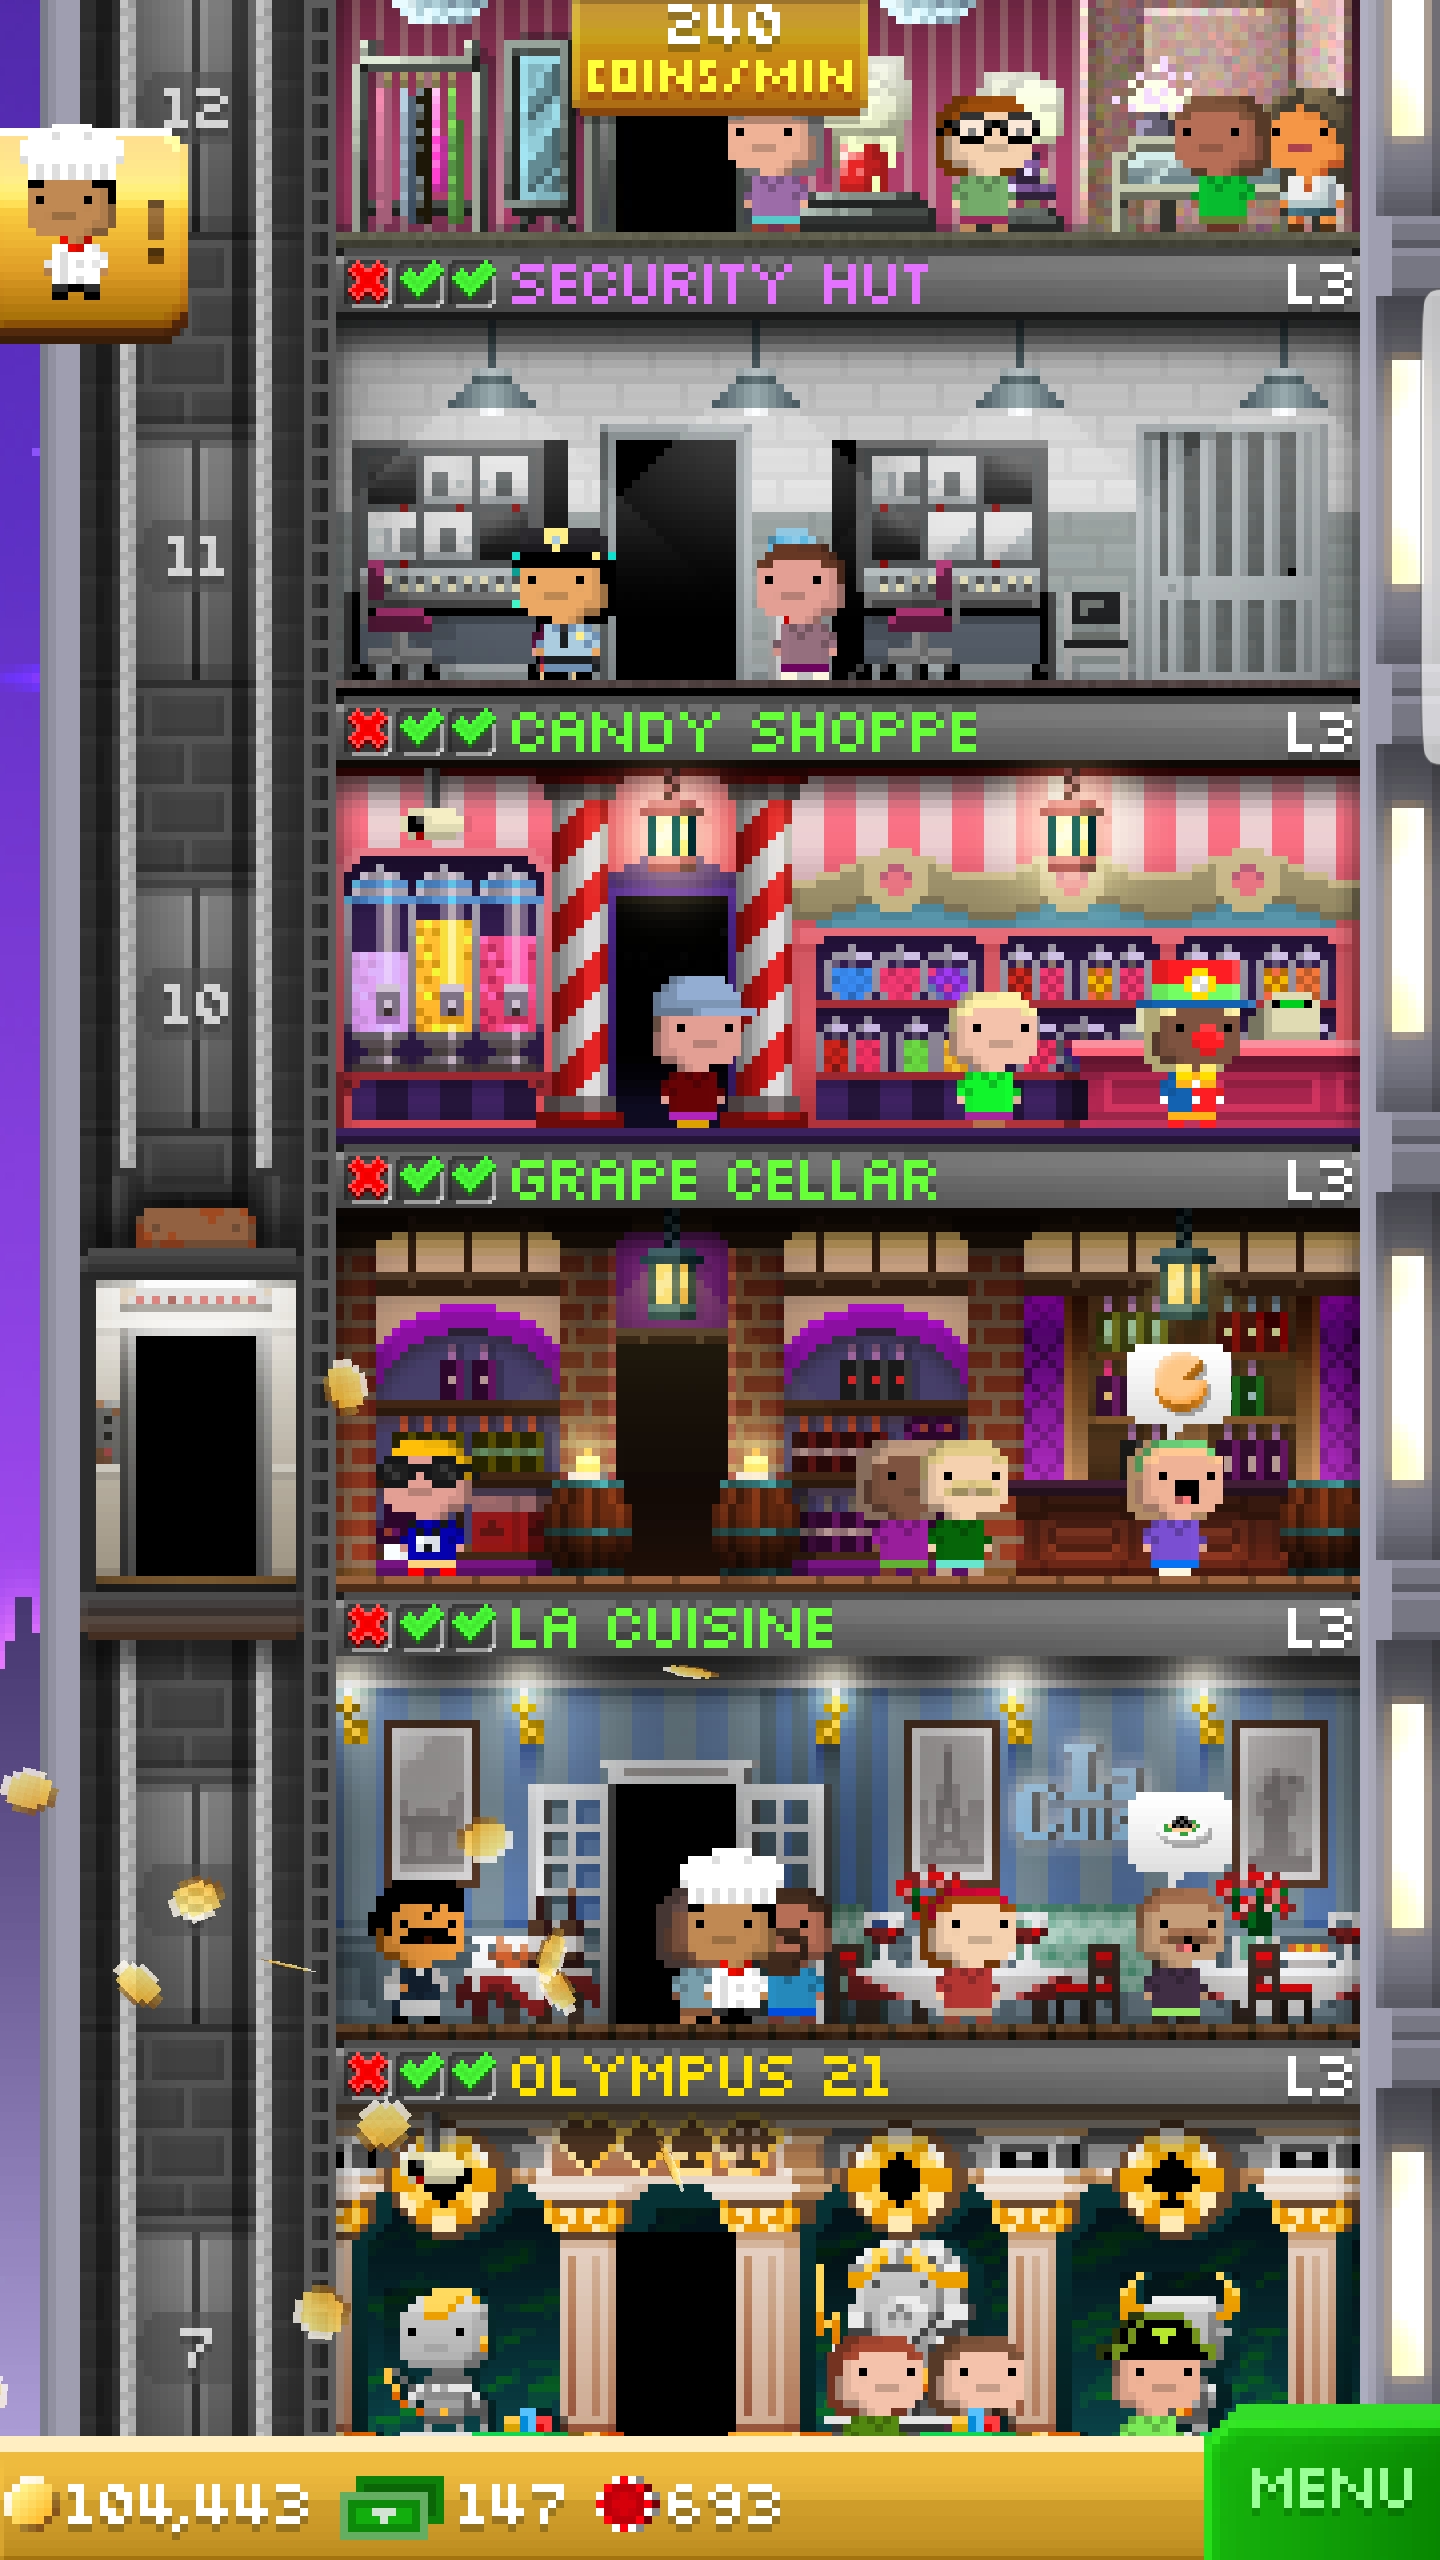 240
COINS/MIN
12
!
SECURITY HUT L3
11
CANDY SHOPPE L3
10
GRAPE CELLAR L3
LA CUISINE L3
La
OLYMPUS 21 L3
7
104,443 147 693
MENU